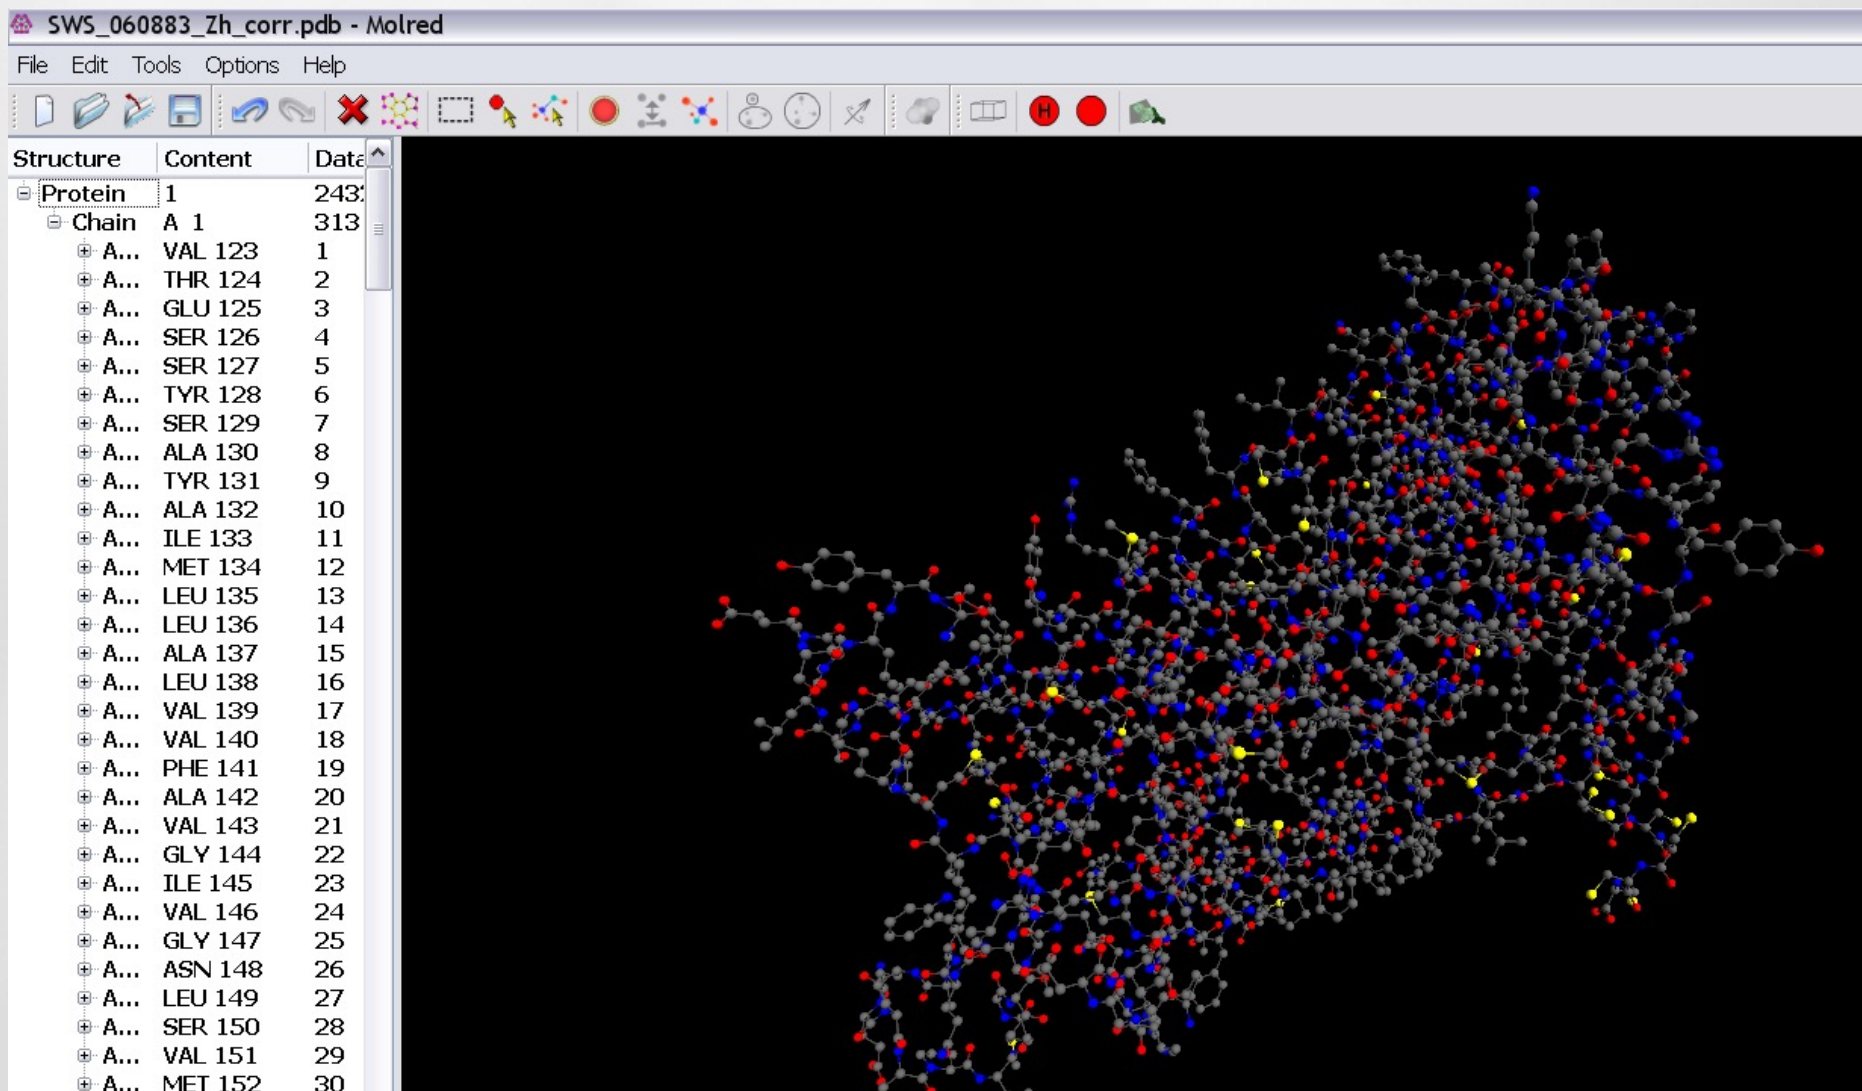 SWS_060883_Zh_corr.pdb - Molred
File Edit Tools Options Help
H
Structure Content Data
Protein 1 243
Chain A 1 313
A... VAL 123 1
A... THR 124 2
A... GLU 125 3
A... SER 126 4
A... SER 127 5
A... TYR 128 6
A... SER 129 7
A... ALA 130 8
A... TYR 131 9
A... ALA 132 10
A... ILE 133 11
A... MET 134 12
A... LEU 135 13
A... LEU 136 14
A... ALA 137 15
A... LEU 138 16
A... VAL 139 17
A... VAL 140 18
A... PHE 141 19
A... ALA 142 20
A... VAL 143 21
A... GLY 144 22
A... ILE 145 23
A... VAL 146 24
A... GLY 147 25
A... ASN 148 26
A... LEU 149 27
A... SER 150 28
A... VAL 151 29
A... MET 152 30